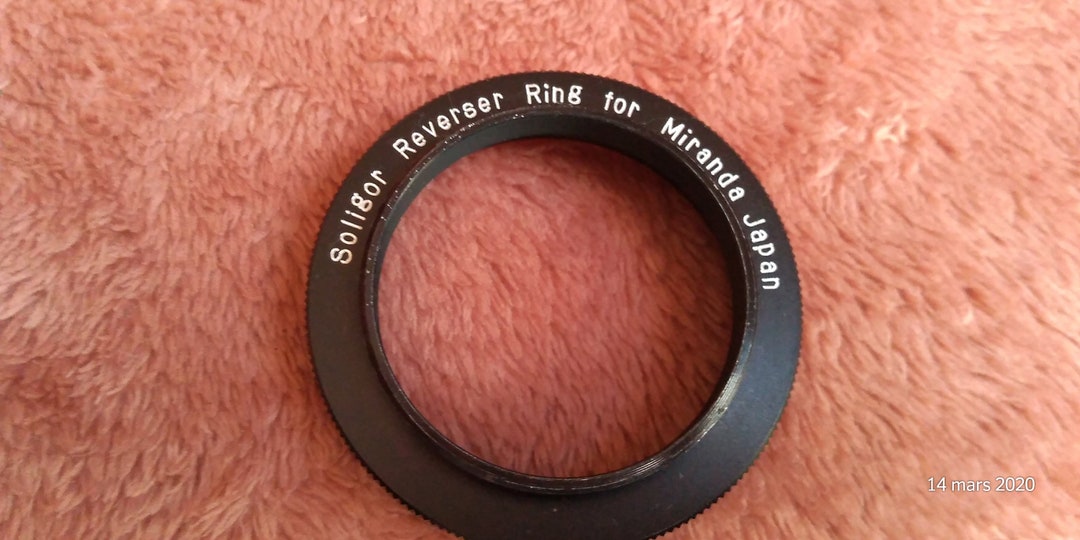 Soligor Reverser Ring for Miranda Japan
14 mars 2020